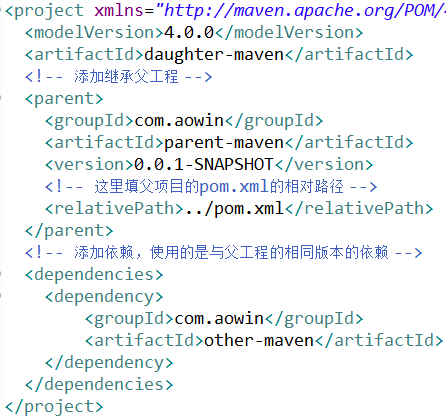 <project xmlns="http://maven.apache.org/POM/
<modelVersion>4.0.0</modelVersion>
<artifactId>daughter-maven</artifactId>
<!-- 添加继承父工程 -->
<parent>
<groupId>com.aowin</groupId>
<artifactId>parent-maven</artifactId>
<version>0.0.1-SNAPSHOT</version>
<!-- 这里填父项目的pom.xml的相对路径 -->
<relativePath>../pom.xml</relativePath>
</parent>
<!-- 添加依赖，使用的是与父工程的相同版本的依赖 -->
<dependencies>
<dependency>
<groupId>com.aowin</groupId>
<artifactId>other-maven</artifactId>
</dependency>
</dependencies>
</project>